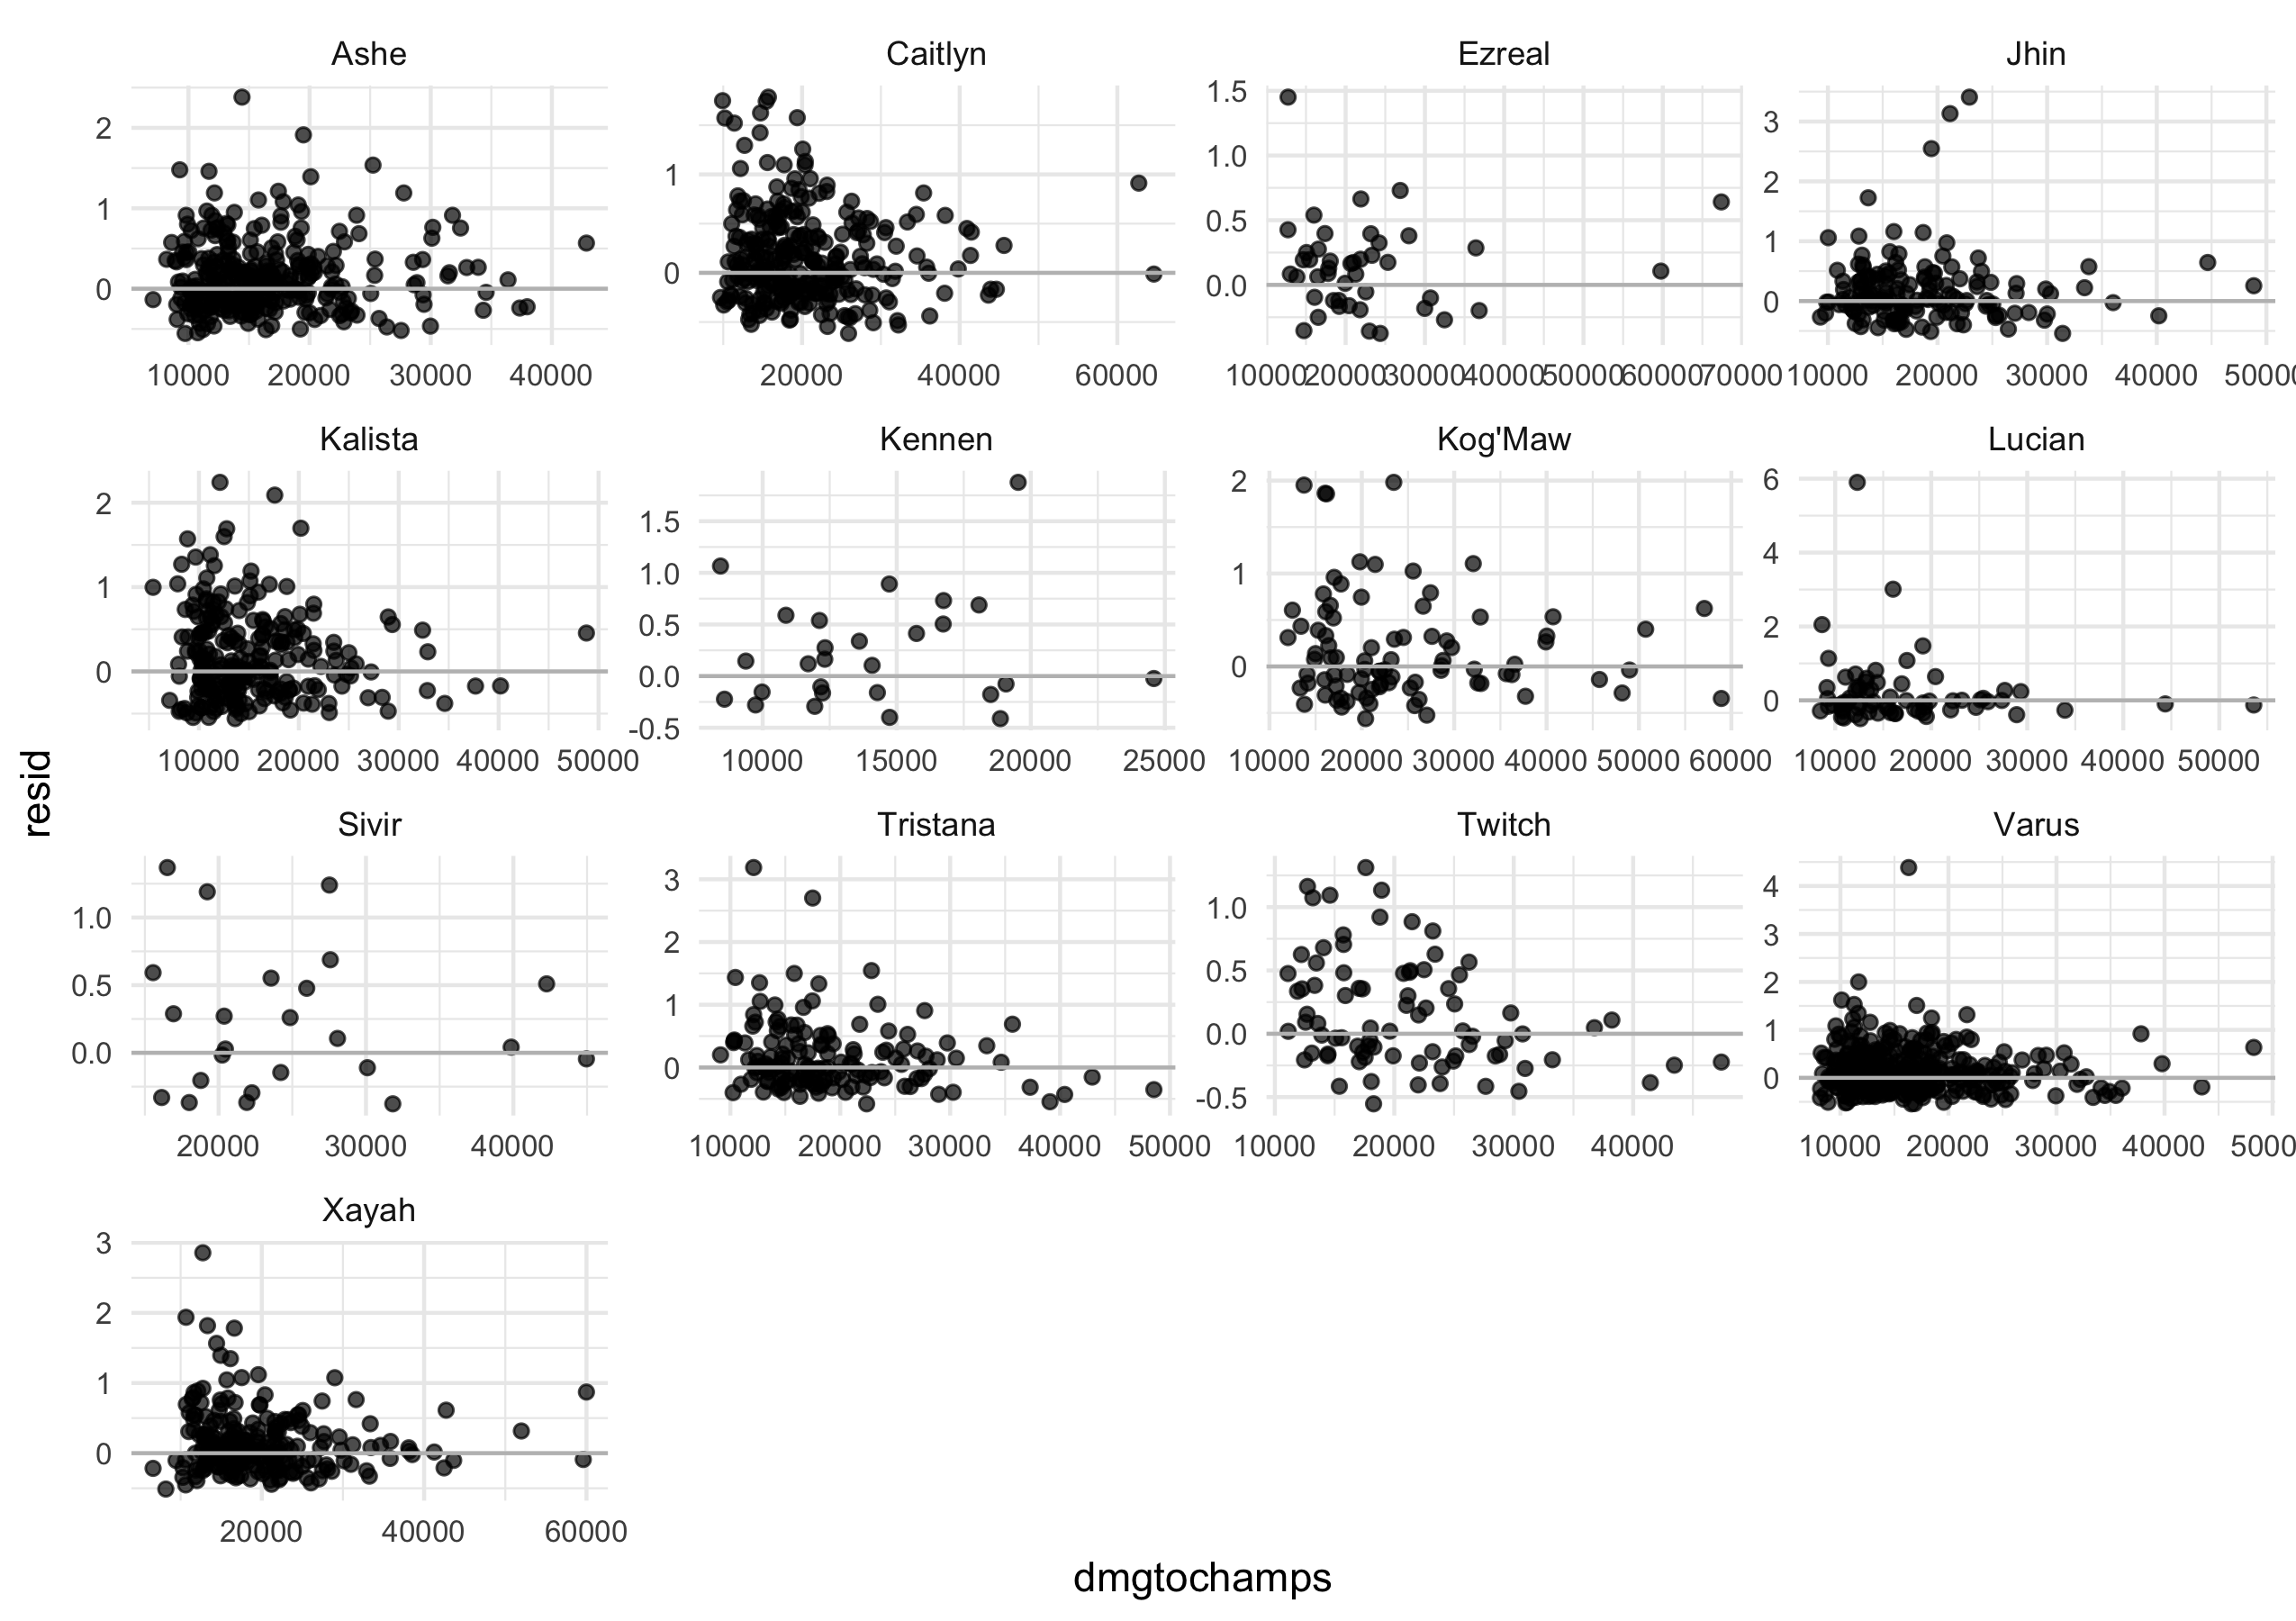 Ashe Caitlyn Ezreal Jhin
2
1
0
1
0
1.5
1.0
0.5
0.0
3
2
1
0
10000 20000 30000 40000
20000 40000 60000
10000 20000 30000 40000 50000 60000 70000
10000 20000 30000 40000 5000
Kalista Kennen Kog'Maw Lucian
2
1
0
1.5
1.0
0.5
0.0
-0.5
2
1
0
6
4
2
0
10000 20000 30000 40000 50000
10000 15000 20000 25000
10000 20000 30000 40000 50000 60000
10000 20000 30000 40000 50000
resid
Sivir Tristana Twitch Varus
1.0
0.5
0.0
3
2
1
0
1.0
0.5
0.0
-0.5
4
3
2
1
0
20000 30000 40000
10000 20000 30000 40000 50000
10000 20000 30000 40000
10000 20000 30000 40000 5000
Xayah
3
2
1
0
20000 40000 60000
dmgtochamps